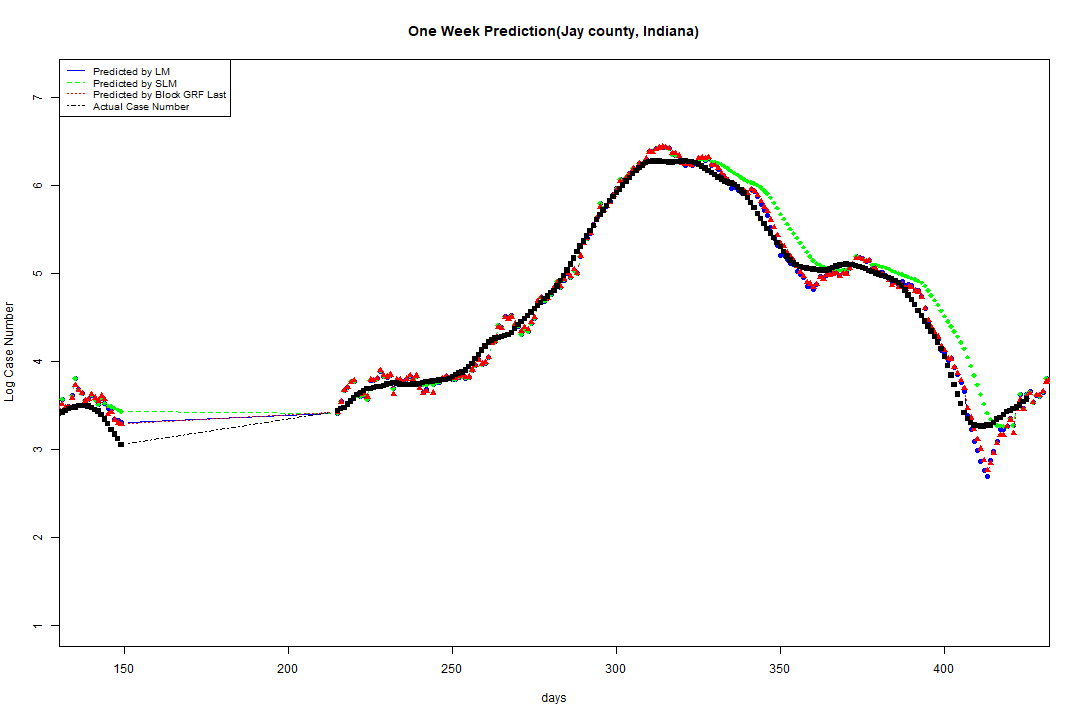 One Week Prediction(Jay county, Indiana)
Predicted by LM
Predicted by SLM
Predicted by Block GRF Last
Actual Case Number
7
6
5
4
3
2
1
Log Case Number
150 200 250 300 350 400
days